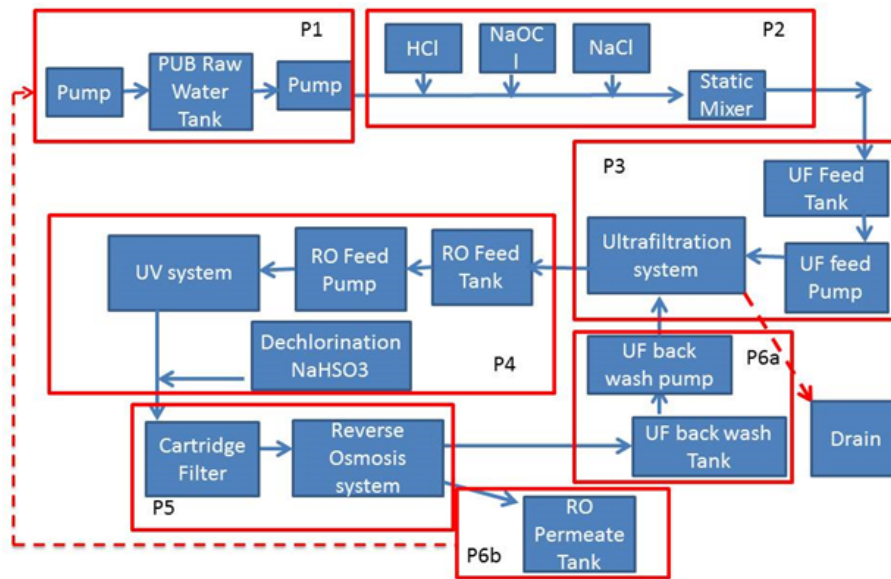 P1
Pump
PUB Raw
Water
Tank
Pump
P2
HCl
NaOC
l
NaCl
Static
Mixer
P3
UF Feed
Tank
UF feed
Pump
Ultrafiltration
system
RO Feed
Tank
RO Feed
Pump
UV system
Dechlorination
NaHSO3
P4
P6a
UF back
wash pump
UF back wash
Tank
Drain
Cartridge
Filter
Reverse
Osmosis
system
P5
RO
Permeate
Tank
P6b